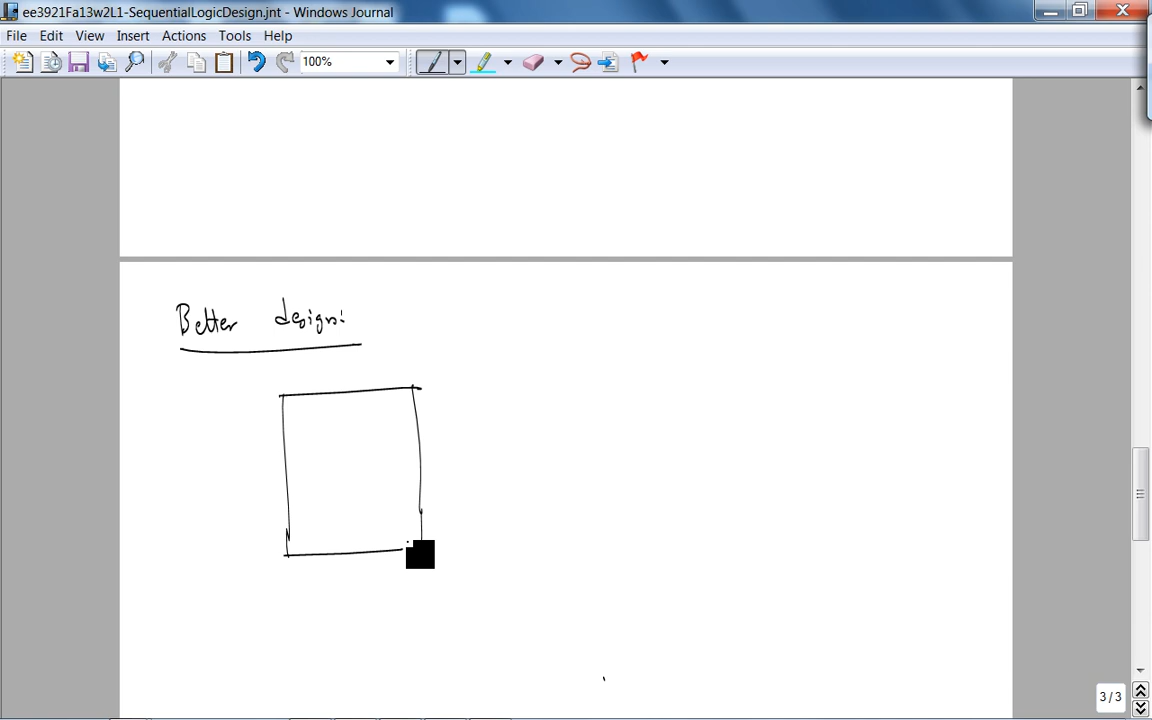 ee3921Fa13w2L1-SequentialLogicDesign.jnt - Windows Journal
File Edit View Insert Actions Tools Help
100%
Better design:
3 / 3